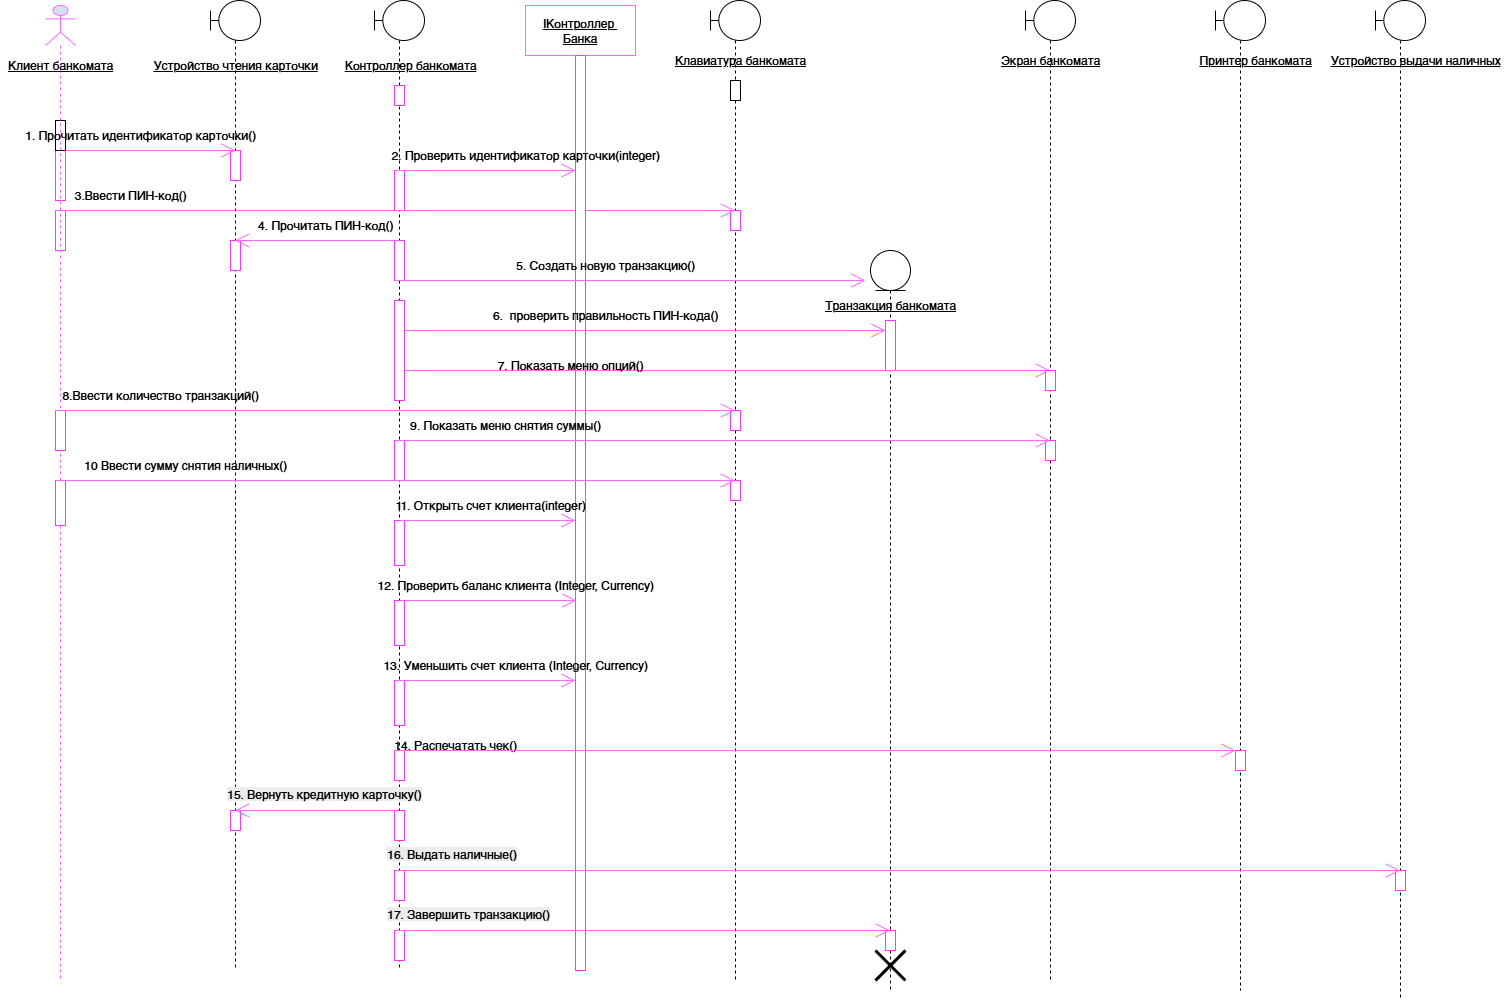 IКонтроллер
Банка
Клиент банкомата
Устройство чтения карточки
Контроллер банкомата
Клавиатура банкомата
Экран банкомата
Принтер банкомата
Устройство выдачи наличных
1. Прочитать идентификатор карточки()
2. Проверить идентификатор карточки(integer)
3.Ввести ПИН-код()
4. Прочитать ПИН-код()
5. Создать новую транзакцию()
Транзакция банкомата
6.  проверить правильность ПИН-кода()
7. Показать меню опций()
8.Ввести количество транзакций()
9. Показать меню снятия суммы()
10 Ввести сумму снятия наличных()
11. Открыть счет клиента(integer)
12. Проверить баланс клиента (Integer, Currency)
13. Уменьшить счет клиента (Integer, Currency)
14. Распечатать чек()
15. Вернуть кредитную карточку()
16. Выдать наличные()
17. Завершить транзакцию()